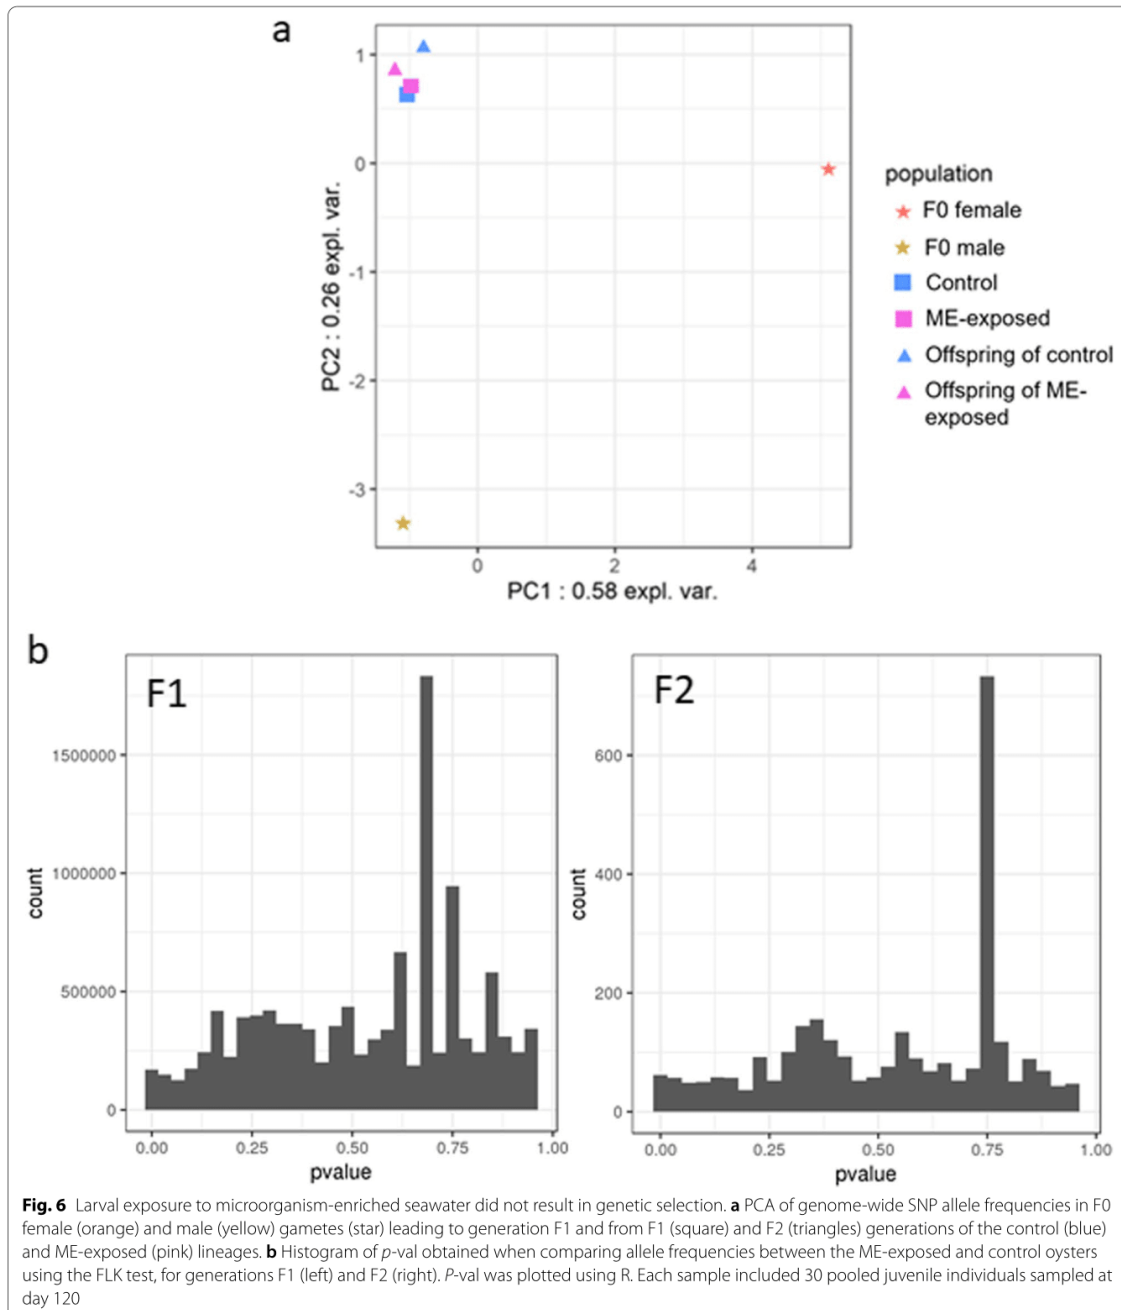 a
1
0
-1
-2
-3
PC2 : 0.26 expl. var.
0 2 4
PC1 : 0.58 expl. var.
population
F0 female
F0 male
Control
ME-exposed
Offspring of control
Offspring of ME-
exposed
b
F1
1500000
1000000
500000
0
count
0.00 0.25 0.50 0.75 1.00
pvalue
F2
600
400
200
0
count
0.00 0.25 0.50 0.75 1.00
pvalue
Fig. 6 Larval exposure to microorganism-enriched seawater did not result in genetic selection. a PCA of genome-wide SNP allele frequencies in F0
female (orange) and male (yellow) gametes (star) leading to generation F1 and from F1 (square) and F2 (triangles) generations of the control (blue)
and ME-exposed (pink) lineages. b Histogram of p-val obtained when comparing allele frequencies between the ME-exposed and control oysters
using the FLK test, for generations F1 (left) and F2 (right). P-val was plotted using R. Each sample included 30 pooled juvenile individuals sampled at
day 120